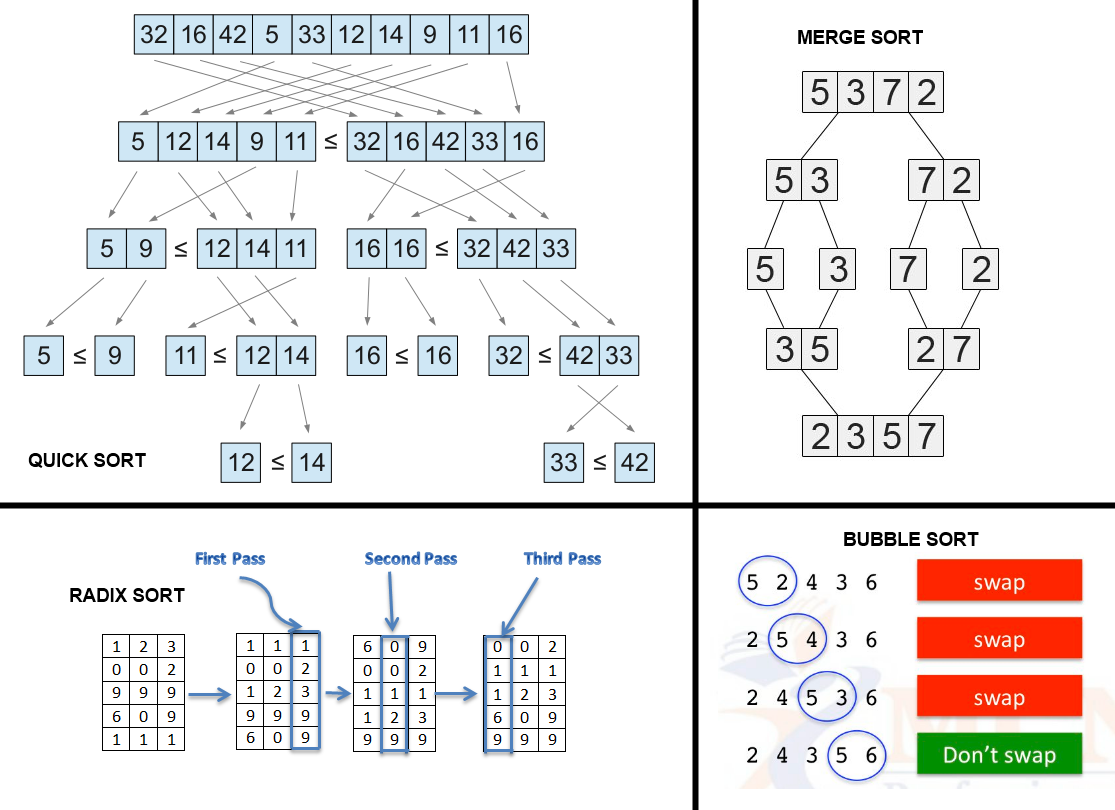 32 16 42 5 33 12 14 9 11 16
5 12 14 9 11 ≤ 32 16 42 33 16
5 9 ≤ 12 14 11 16 16 ≤ 32 42 33
5 ≤ 9 11 ≤ 12 14 16 ≤ 16 32 ≤ 42 33
QUICK SORT 12 ≤ 14 33 ≤ 42
MERGE SORT
5 3 7 2
5 3 7 2
5 3 7 2
3 5 2 7
2 3 5 7
First Pass Second Pass Third Pass
RADIX SORT
1 2 3 1 1 1 6 0 9 0 0 2
0 0 2 0 0 2 0 0 2 1 1 1
9 9 9 1 2 3 1 1 1 1 2 3
6 0 9 9 9 9 1 2 3 6 0 9
1 1 1 6 0 9 9 9 9 9 9 9
BUBBLE SORT
5 2 4 3 6 swap
2 5 4 3 6 swap
2 4 5 3 6 swap
2 4 3 5 6 Don't swap